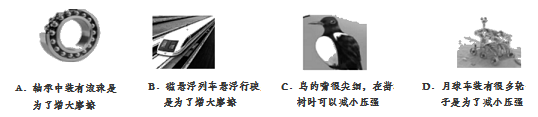 A．轴承中装有滚珠是
为了增大摩擦
B．磁悬浮列车悬浮行驶
是为了增大摩擦
C．鸟的嘴很尖细，在凿
树时可以减小压强
D．月球车装有很多轮
子是为了减小压强